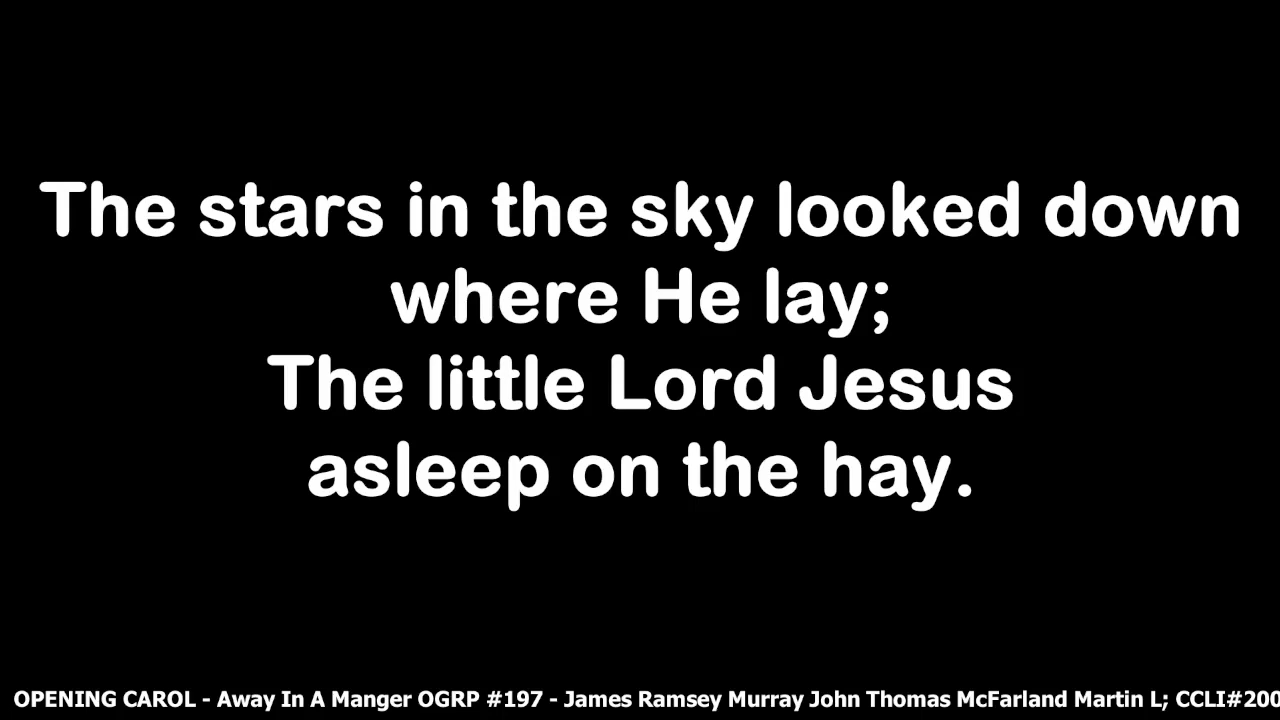 The stars in the sky looked down
where He lay;
The little Lord Jesus
asleep on the hay.
OPENING CAROL - Away In A Manger OGRP #197 - James Ramsey Murray John Thomas McFarland Martin L; CCLI#200